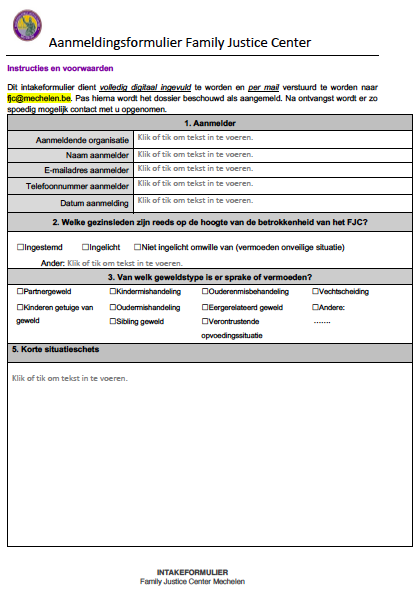 Aanmeldingsformulier Family Justice Center
Instructies en voorwaarden
Dit intakeformulier dient volledig digitaal ingevuld te worden en per mail verstuurd te worden naar
fjc@mechelen.be. Pas hierna wordt het dossier beschouwd als aangemeld. Na ontvangst wordt er zo
spoedig mogelijk contact met u opgenomen.
1. Aanmelder
Aanmeldende organisatie Klik of tik om tekst in te voeren.
Naam aanmelder Klik of tik om tekst in te voeren.
E-mailadres aanmelder Klik of tik om tekst in te voeren.
Telefoonnummer aanmelder Klik of tik om tekst in te voeren.
Datum aanmelding Klik of tik om tekst in te voeren.
2. Welke gezinsleden zijn reeds op de hoogte van de betrokkenheid van het FJC?
☐Ingestemd ☐Ingelicht ☐Niet ingelicht omwille van (vermoeden onveilige situatie)
Ander: Klik of tik om tekst in te voeren.
3. Van welk geweldstype is er sprake of vermoeden?
☐Partnergeweld ☐Kindermishandeling ☐Ouderenmisbehandeling ☐Vechtscheiding
☐Kinderen getuige van ☐Oudermishandeling ☐Eergerelateerd geweld ☐Andere:
geweld ☐Sibling geweld ☐Verontrustende .......
opvoedingssituatie
5. Korte situatieschets
Klik of tik om tekst in te voeren.
INTAKEFORMULIER
Family Justice Center Mechelen